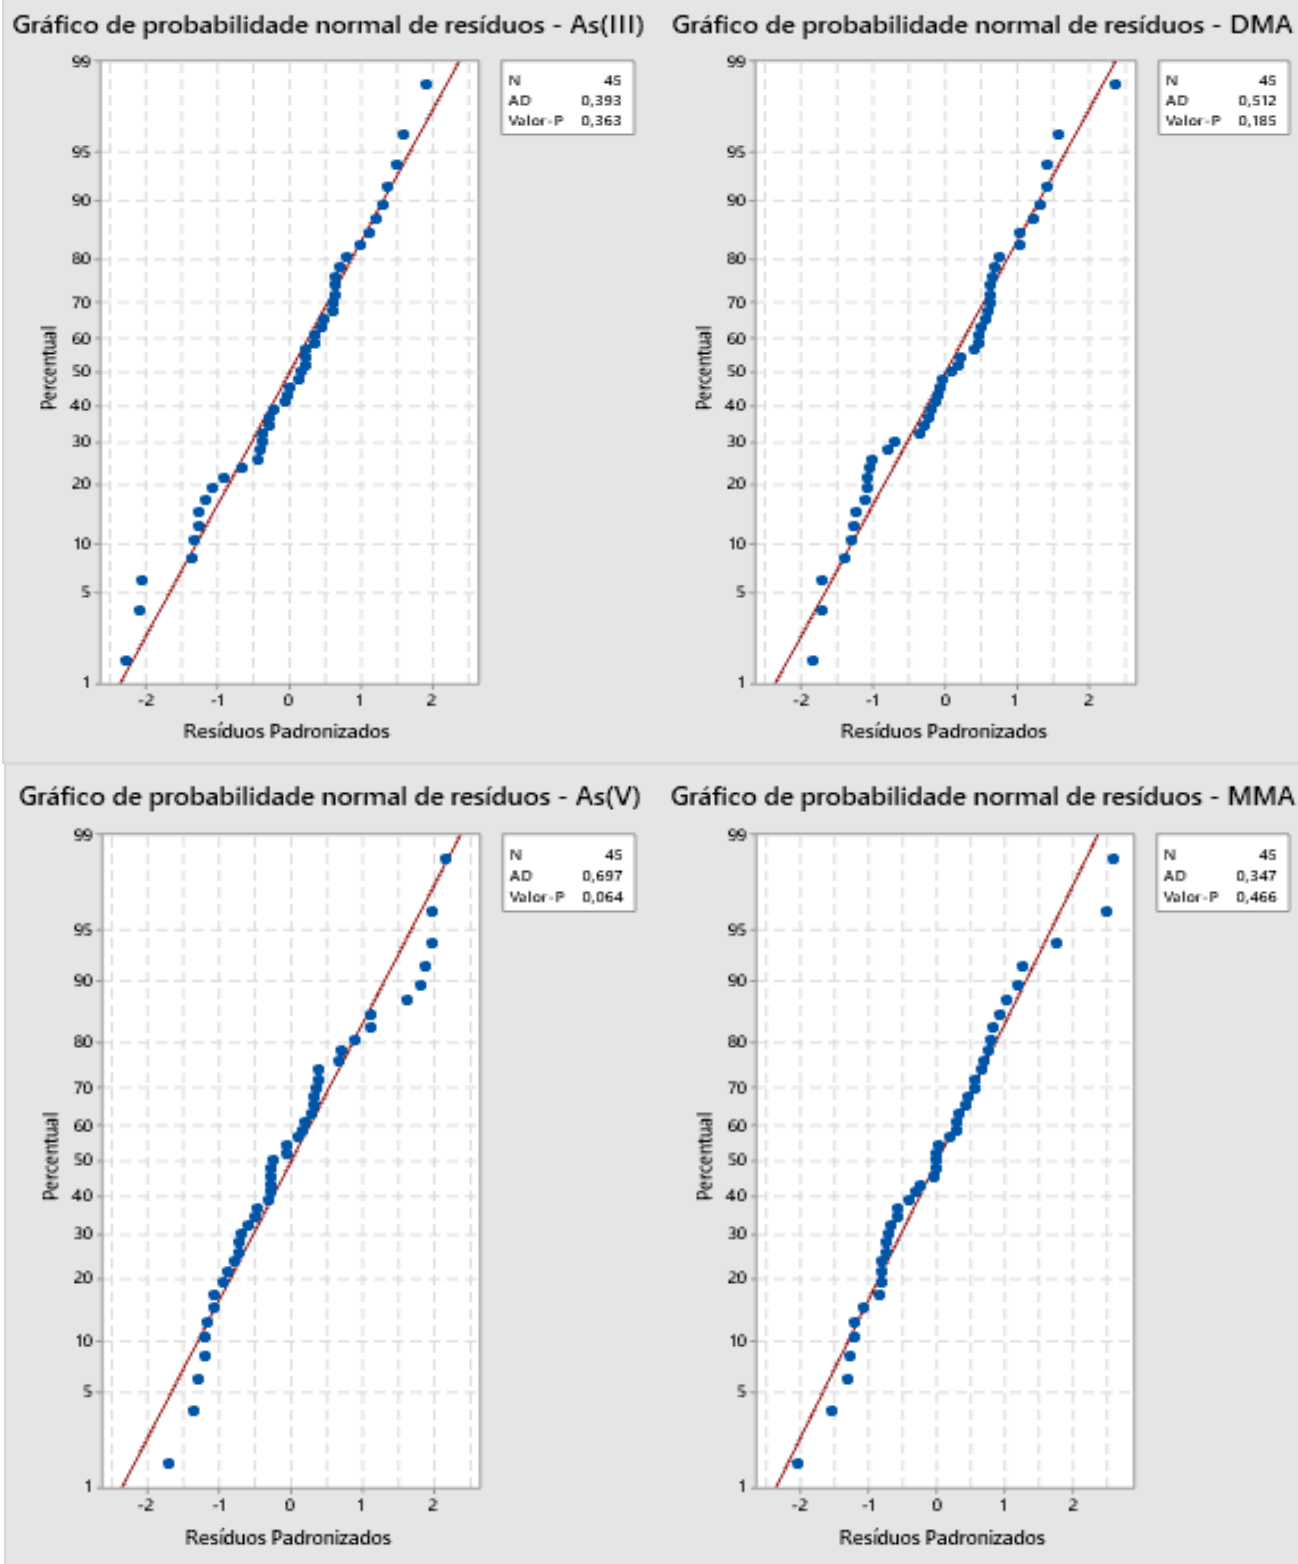 Gráfico de probabilidade normal de resíduos - As(III)
99
95
90
80
70
60
50
40
30
20
10
5
1
Percentual
-2 -1 0 1 2
Resíduos Padronizados
N 45
AD 0,393
Valor-P 0,363
Gráfico de probabilidade normal de resíduos - DMA
99
95
90
80
70
60
50
40
30
20
10
5
1
Percentual
-2 -1 0 1 2
Resíduos Padronizados
N 45
AD 0,512
Valor-P 0,185
Gráfico de probabilidade normal de resíduos - As(V)
99
95
90
80
70
60
50
40
30
20
10
5
1
Percentual
-2 -1 0 1 2
Resíduos Padronizados
N 45
AD 0,697
Valor-P 0,064
Gráfico de probabilidade normal de resíduos - MMA
99
95
90
80
70
60
50
40
30
20
10
5
1
Percentual
-2 -1 0 1 2
Resíduos Padronizados
N 45
AD 0,347
Valor-P 0,466